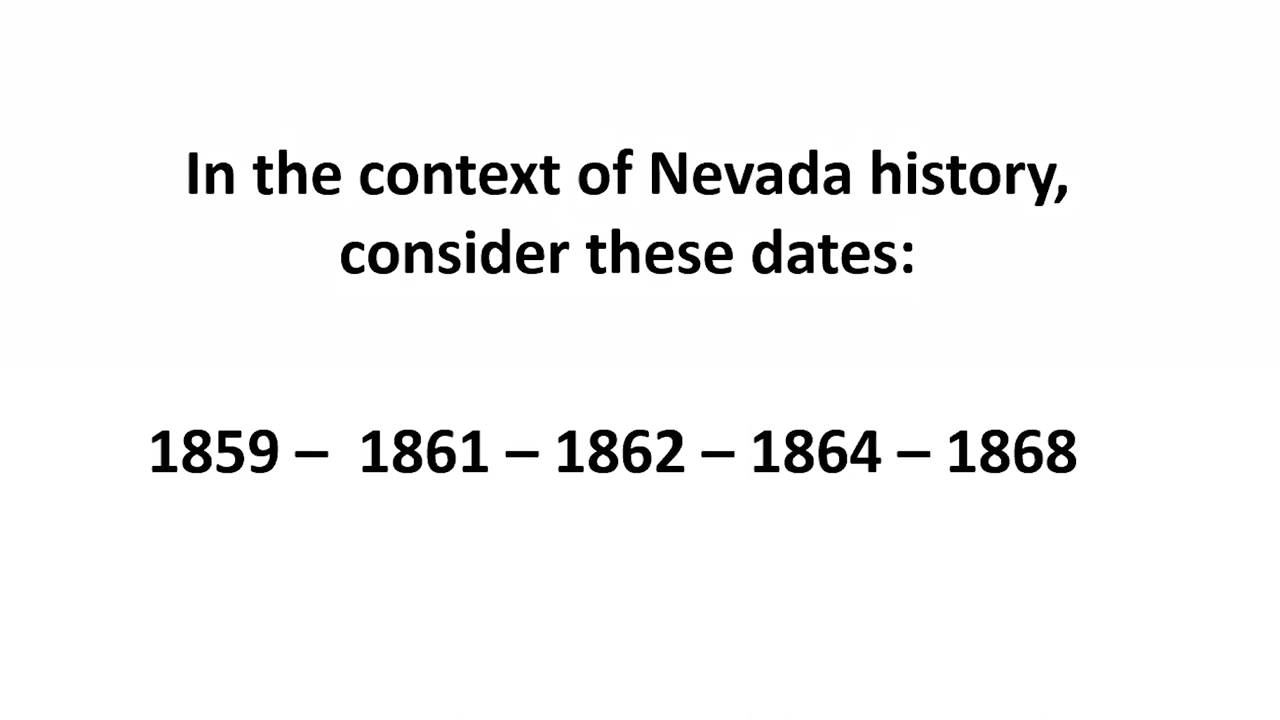 In the context of Nevada history,
consider these dates:
1859 –  1861 – 1862 – 1864 – 1868